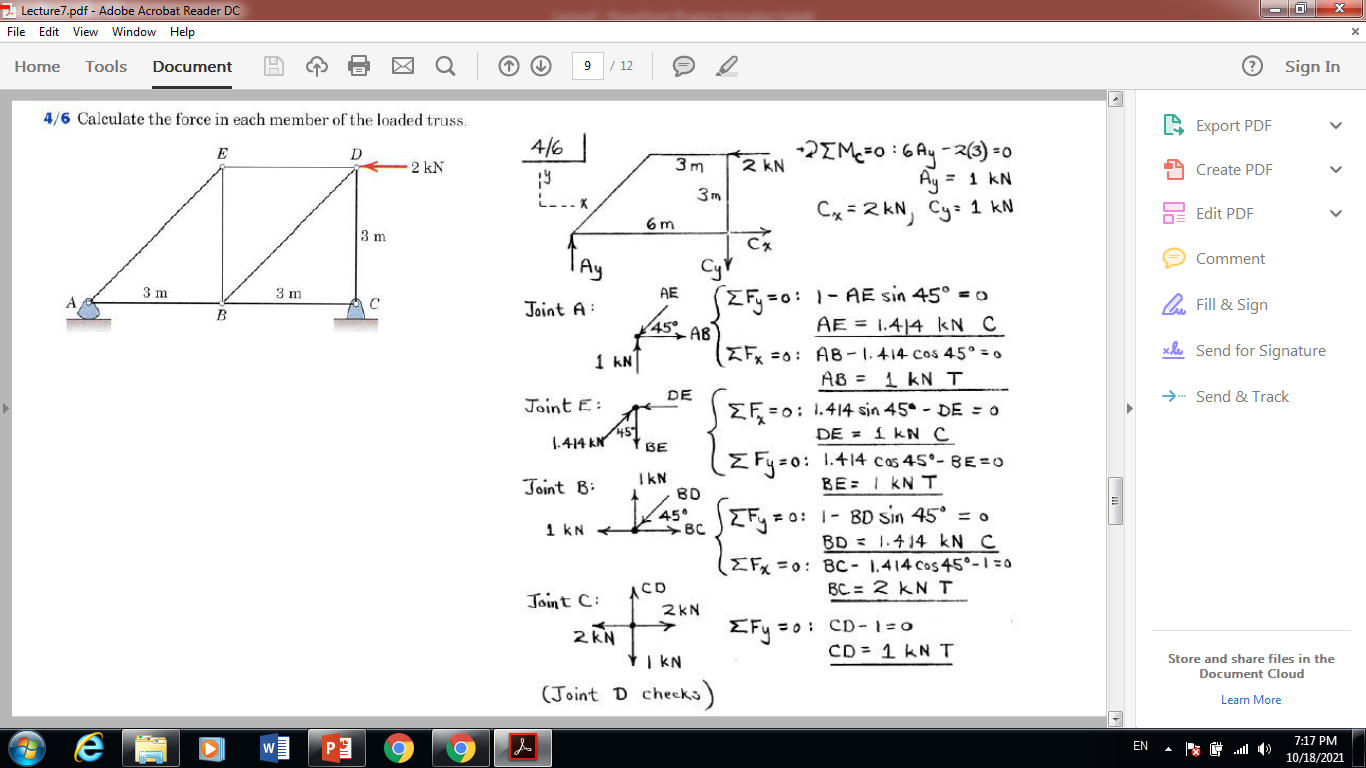 Lecture7.pdf - Adobe Acrobat Reader DC
File Edit View Window Help
Home Tools Document 9 / 12 Sign In
4/6 Calculate the force in each member of the loaded truss.
E D
2 kN
3 m
A 3 m 3 m C
B
4/6
y
x
3 m 2 kN
3 m
6 m
Cx
Ay Cy
ΣMc=0 : 6Ay - 2(3) = 0
Ay = 1 kN
Cx = 2 kN, Cy = 1 kN
Joint A:
AE
45°
AB
1 kN
ΣFy=0: 1 - AE sin 45° = 0
AE = 1.414 kN C
ΣFx=0: AB - 1.414 cos 45° = 0
AB = 1 kN T
Joint E:
DE
1.414 kN 45°
BE
ΣFx=0: 1.414 sin 45° - DE = 0
DE = 1 kN C
ΣFy=0: 1.414 cos 45° - BE = 0
BE = 1 kN T
Joint B:
1 kN
BD
45°
1 kN BC
ΣFy=0: 1 - BD sin 45° = 0
BD = 1.414 kN C
ΣFx=0: BC - 1.414 cos 45° - 1 = 0
BC = 2 kN T
Joint C:
CD
2 kN
2 kN
1 kN
ΣFy=0: CD - 1 = 0
CD = 1 kN T
(Joint D checks)
Export PDF
Create PDF
Edit PDF
Comment
Fill & Sign
Send for Signature
Send & Track
Store and share files in the
Document Cloud
Learn More
EN
7:17 PM
10/18/2021